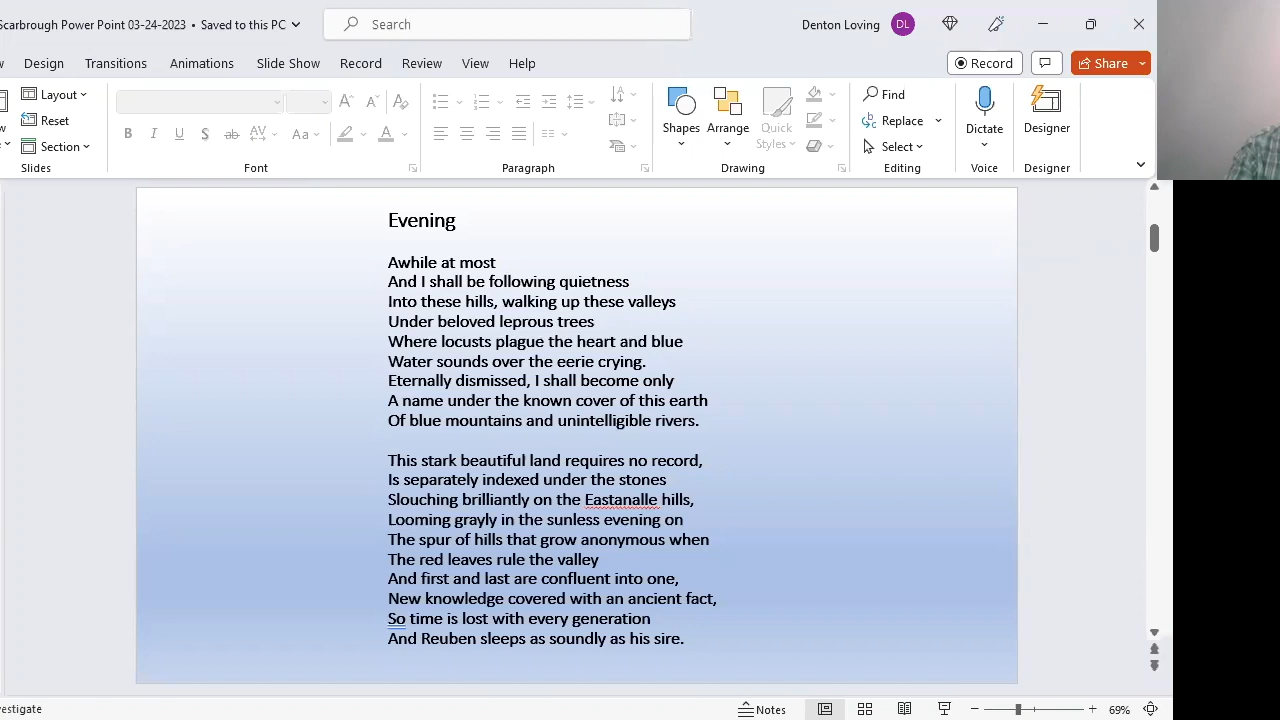 Scarbrough Power Point 03-24-2023 • Saved to this PC
Search
Denton Loving DL
Design Transitions Animations Slide Show Record Review View Help
Record Share
Layout
Reset
Section
Slides
Aa
Font
Paragraph
Shapes
Arrange
Quick
Styles
Drawing
Find
Replace
Select
Editing
Dictate
Voice
Designer
Designer
Evening
Awhile at most
And I shall be following quietness
Into these hills, walking up these valleys
Under beloved leprous trees
Where locusts plague the heart and blue
Water sounds over the eerie crying.
Eternally dismissed, I shall become only
A name under the known cover of this earth
Of blue mountains and unintelligible rivers.
This stark beautiful land requires no record,
Is separately indexed under the stones
Slouching brilliantly on the Eastanalle hills,
Looming grayly in the sunless evening on
The spur of hills that grow anonymous when
The red leaves rule the valley
And first and last are confluent into one,
New knowledge covered with an ancient fact,
So time is lost with every generation
And Reuben sleeps as soundly as his sire.
Notes
69%